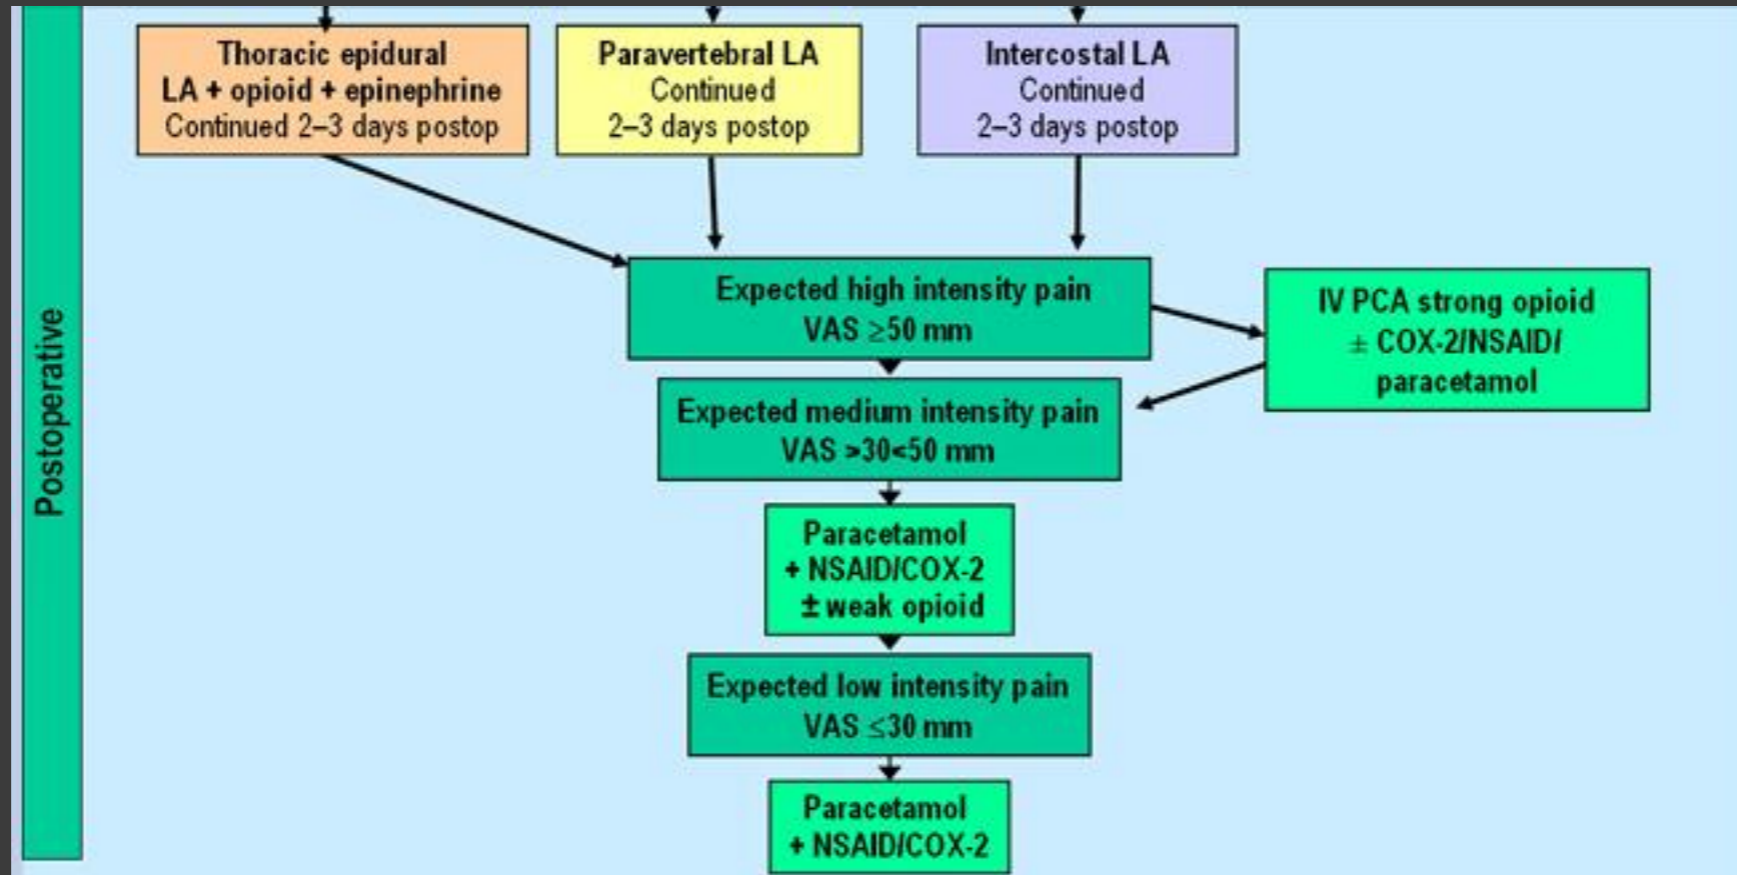 Postoperative
Thoracic epidural
LA + opioid + epinephrine
Continued 2–3 days postop
Paravertebral LA
Continued
2–3 days postop
Intercostal LA
Continued
2–3 days postop
Expected high intensity pain
VAS ≥50 mm
IV PCA strong opioid
± COX-2/NSAID/
paracetamol
Expected medium intensity pain
VAS >30<50 mm
Paracetamol
+ NSAID/COX-2
± weak opioid
Expected low intensity pain
VAS ≤30 mm
Paracetamol
+ NSAID/COX-2